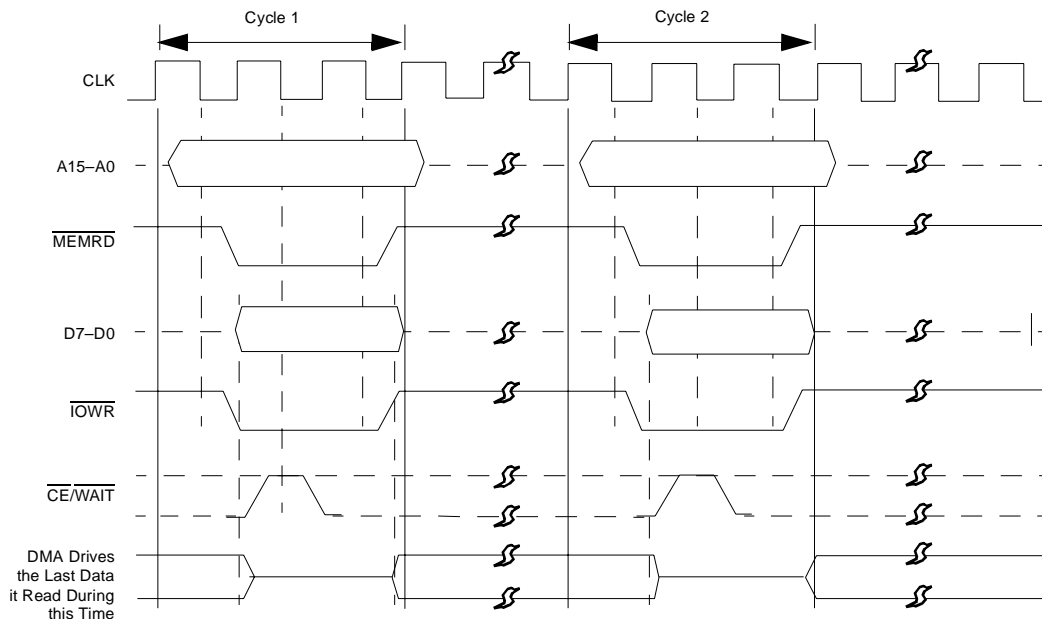 Cycle 1
Cycle 2
CLK
A15–A0
MEMRD
D7–D0
IOWR
CE/WAIT
DMA Drives
the Last Data
it Read During
this Time